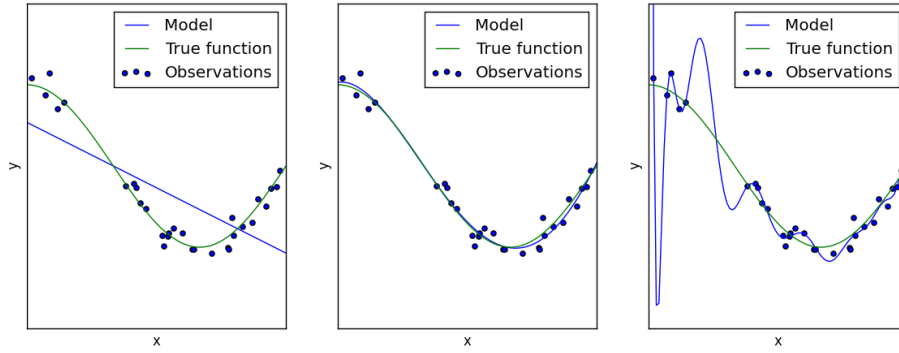 Model
True function
Observations
y
x
Model
True function
Observations
y
x
Model
True function
Observations
y
x